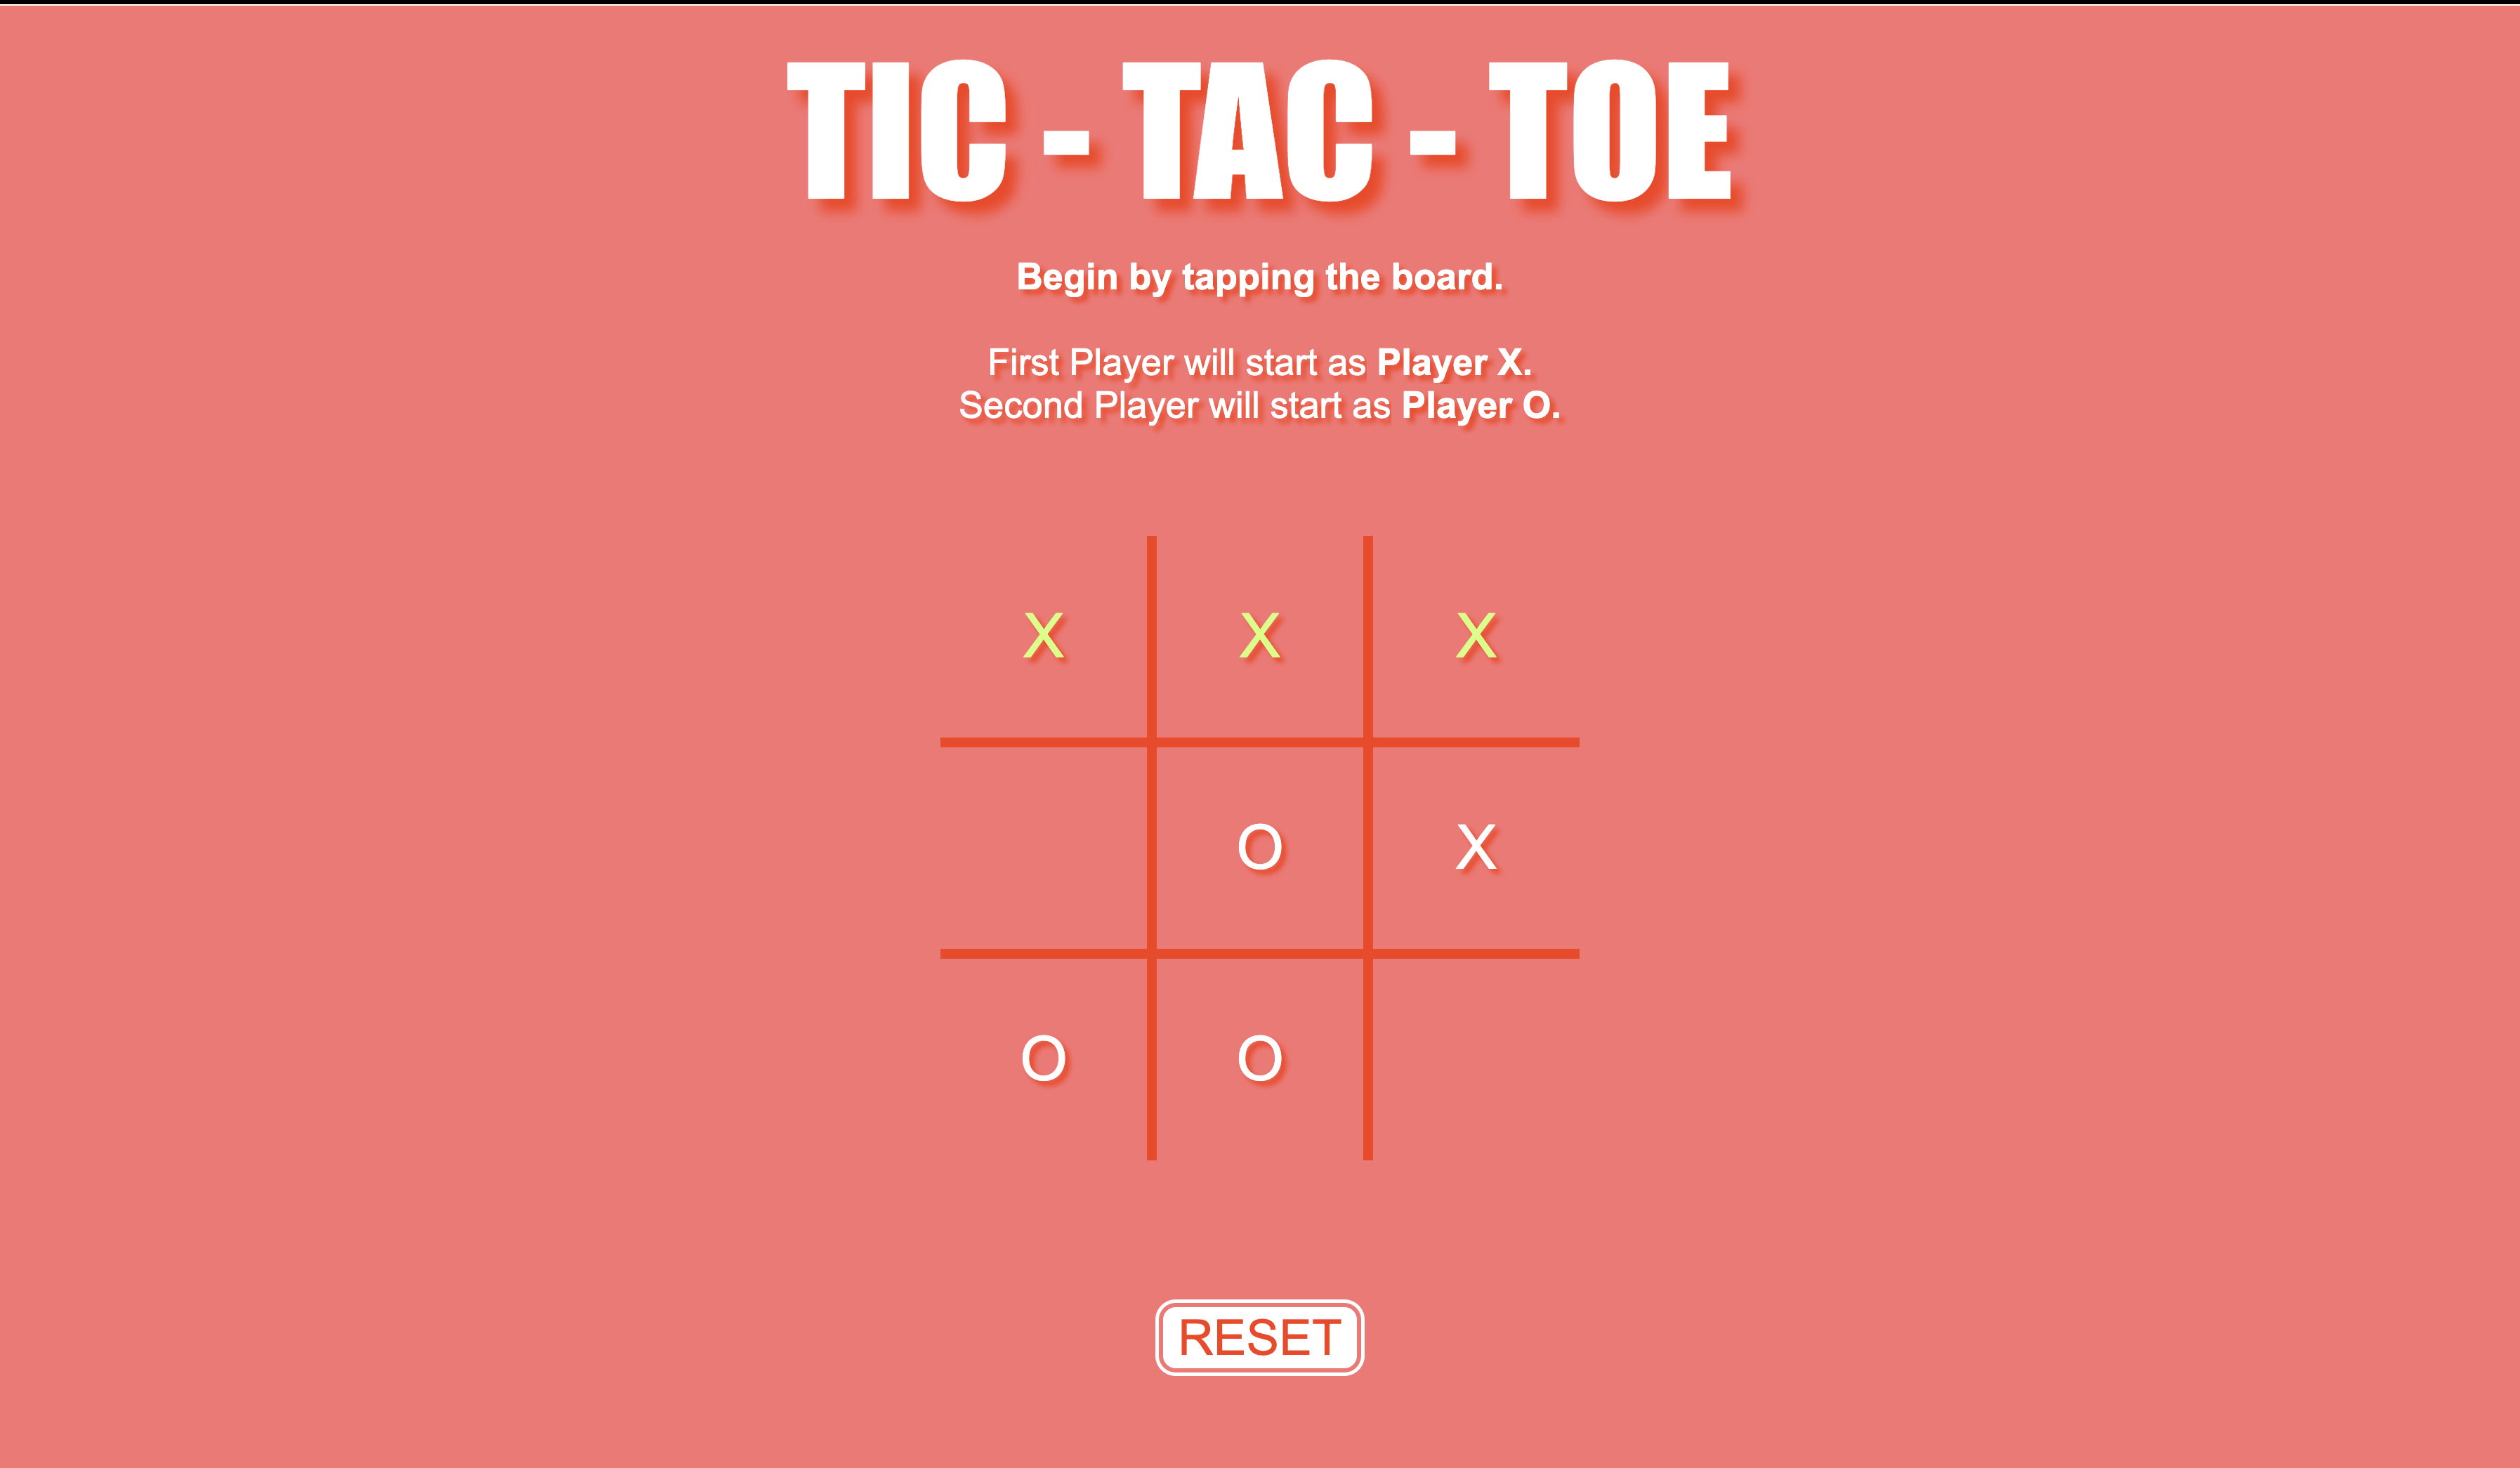 TIC - TAC - TOE
Begin by tapping the board.
First Player will start as Player X.
Second Player will start as Player O.
X X X
O X
O O
RESET